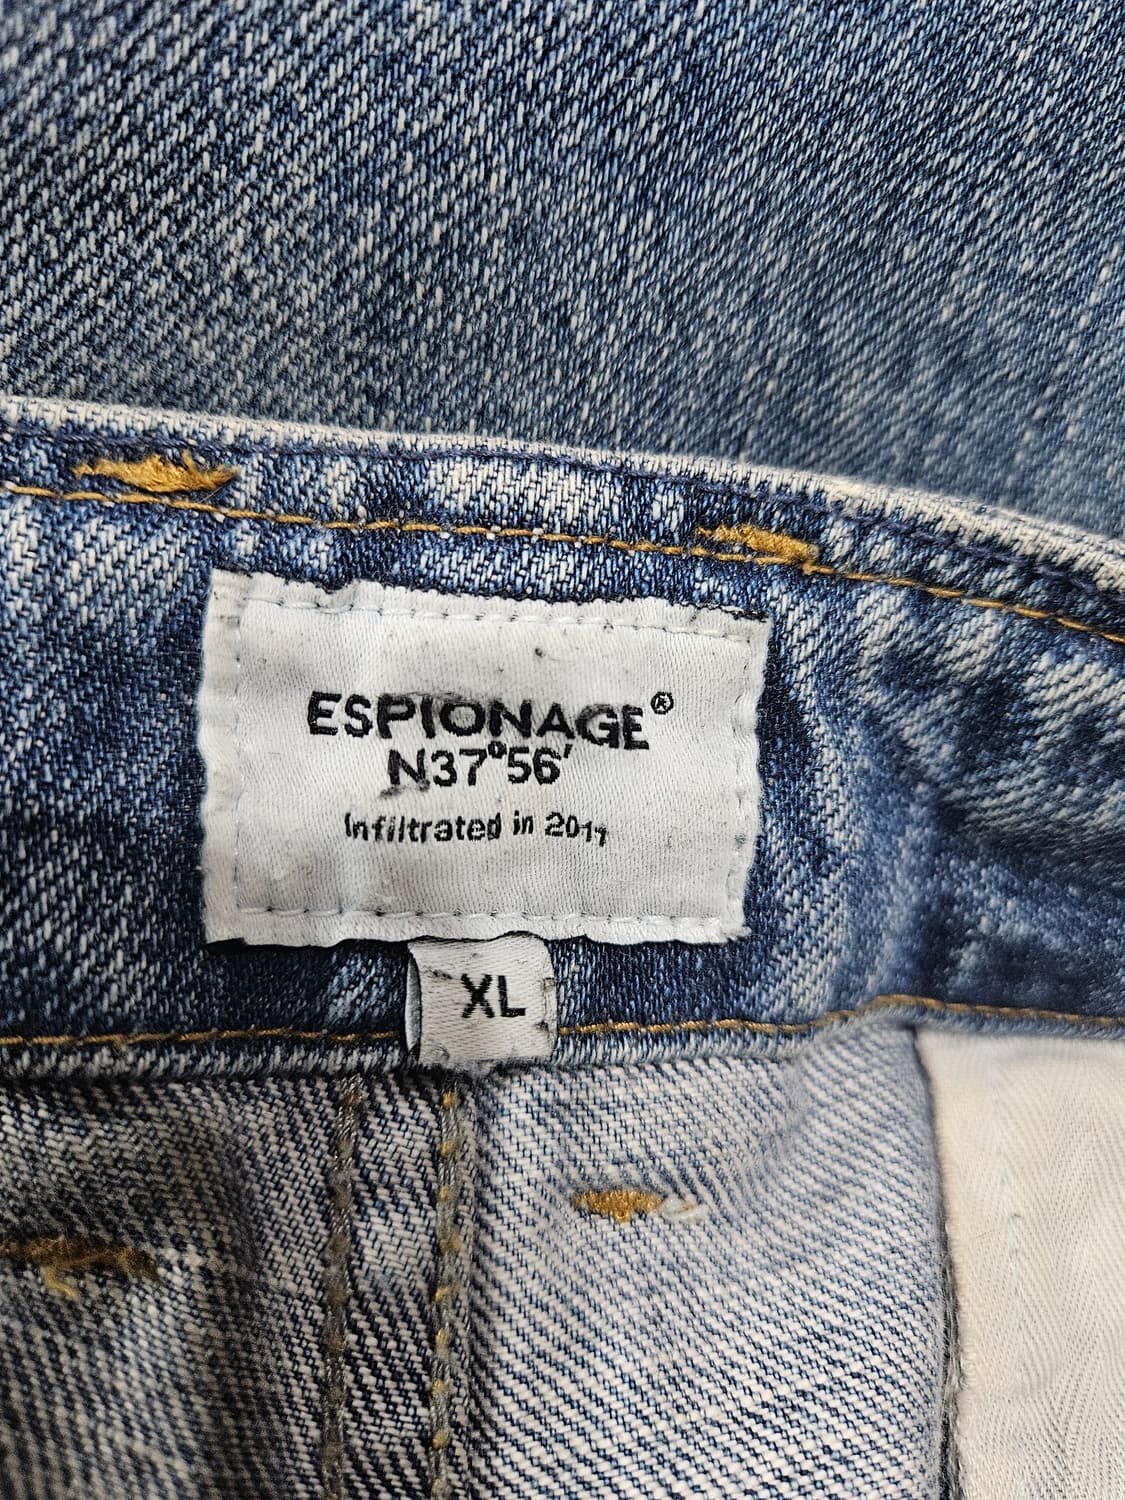 ESPIONAGE®
N37°56'
Infiltrated in 2011
XL